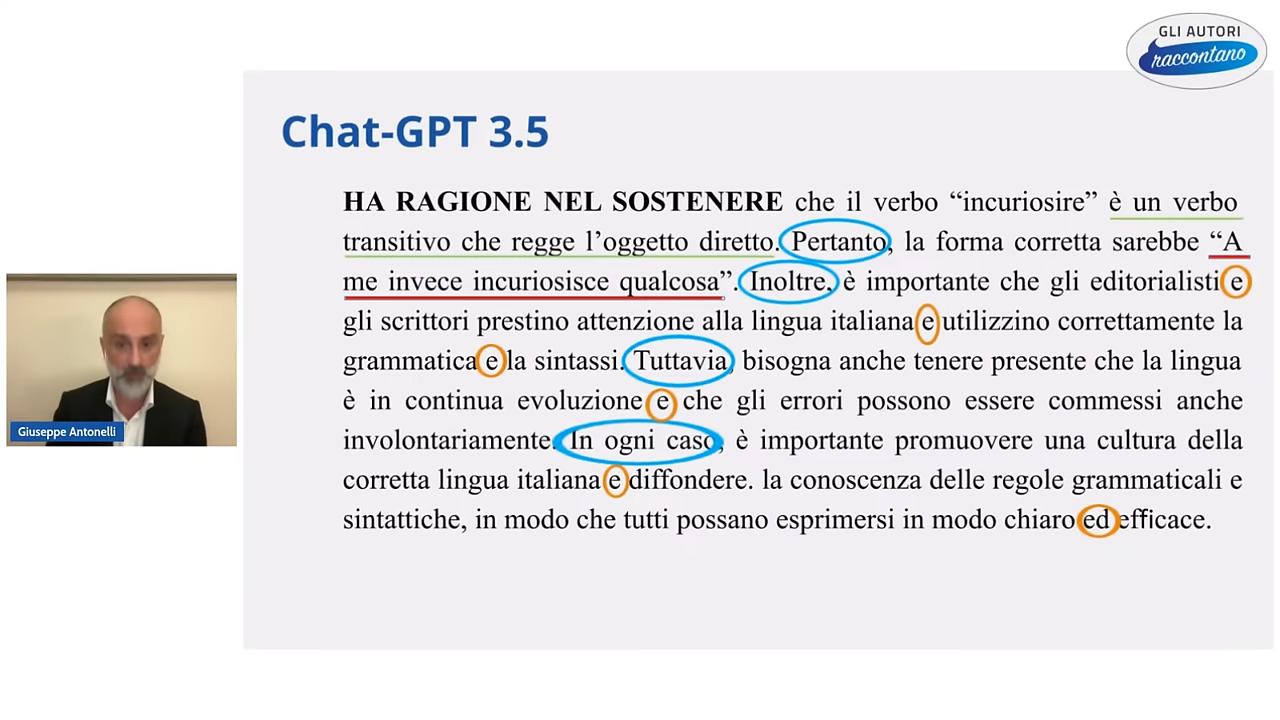 GLI AUTORI
raccontano
Chat-GPT 3.5
HA RAGIONE NEL SOSTENERE che il verbo “incuriosire” è un verbo
transitivo che regge l’oggetto diretto. Pertanto, la forma corretta sarebbe “A
me invece incuriosisce qualcosa”. Inoltre, è importante che gli editorialisti e
gli scrittori prestino attenzione alla lingua italiana e utilizzino correttamente la
grammatica e la sintassi. Tuttavia, bisogna anche tenere presente che la lingua
è in continua evoluzione e che gli errori possono essere commessi anche
involontariamente. In ogni caso, è importante promuovere una cultura della
corretta lingua italiana e diffondere. la conoscenza delle regole grammaticali e
sintattiche, in modo che tutti possano esprimersi in modo chiaro ed efficace.
Giuseppe Antonelli